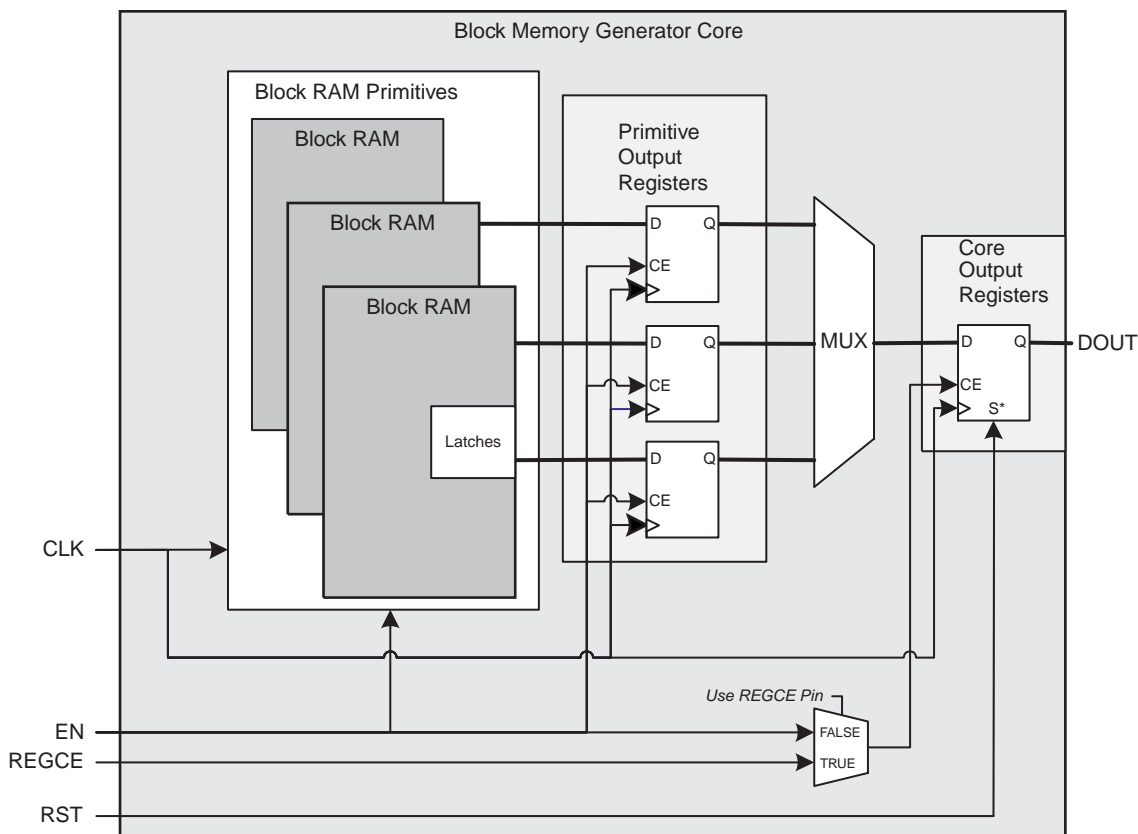 Block Memory Generator Core
Block RAM Primitives
Block RAM
Block RAM
Block RAM
Latches
Primitive
Output
Registers
D Q
CE
D Q
CE
D Q
CE
MUX
Core
Output
Registers
D Q
CE
S*
DOUT
CLK
EN
REGCE
RST
Use REGCE Pin
FALSE
TRUE